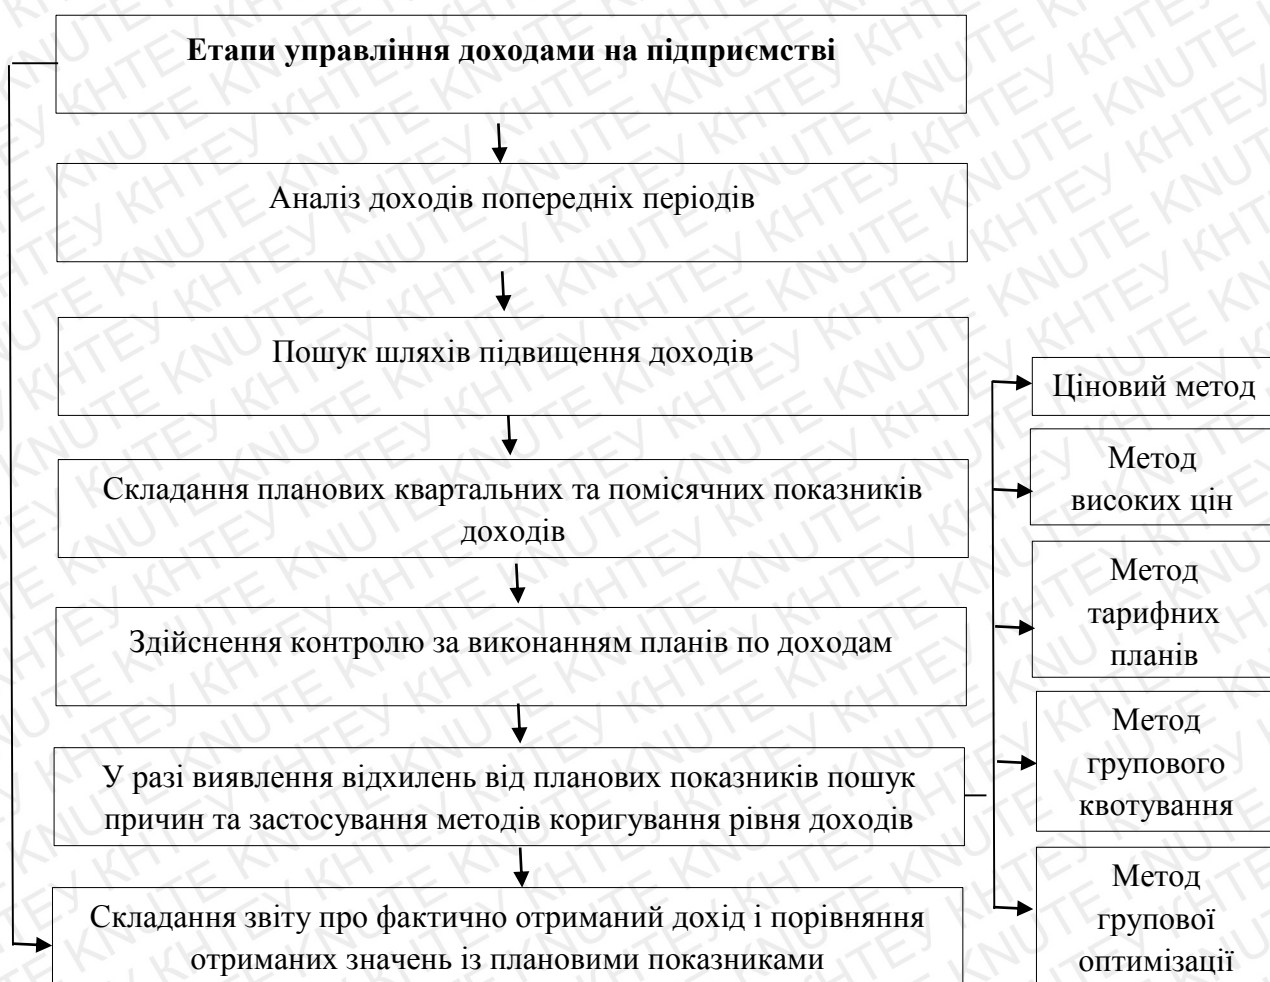 Етапи управління доходами на підприємстві
Аналіз доходів попередніх періодів
Пошук шляхів підвищення доходів
Складання планових квартальних та помісячних показників
доходів
Здійснення контролю за виконанням планів по доходам
У разі виявлення відхилень від планових показників пошук
причин та застосування методів коригування рівня доходів
Складання звіту про фактично отриманий дохід і порівняння
отриманих значень із плановими показниками
Ціновий метод
Метод
високих цін
Метод
тарифних
планів
Метод
групового
квотування
Метод
групової
оптимізації